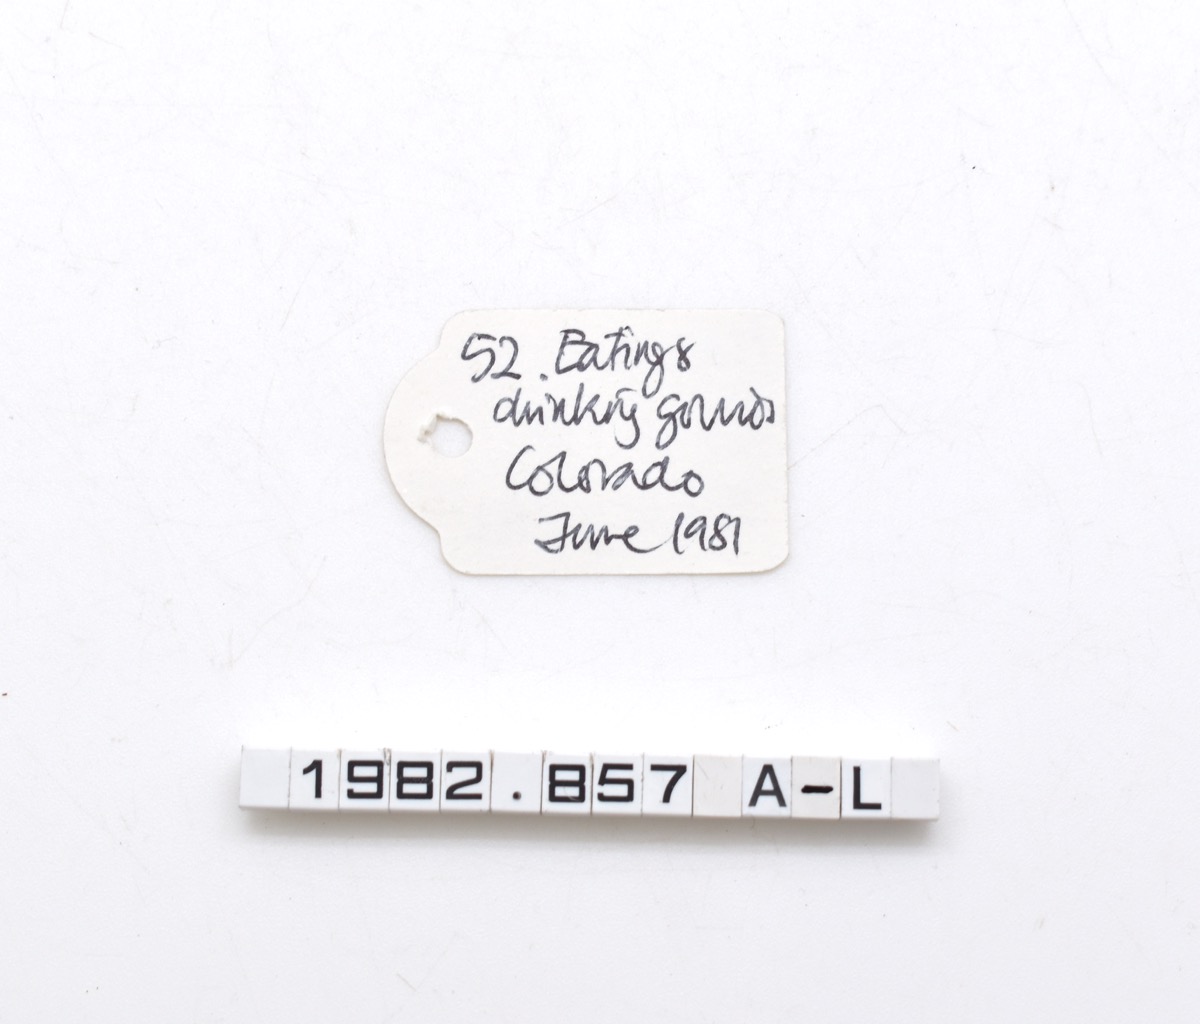 52. Eating &
drinking gourds
Colorado
June 1981
1982.857 A-L